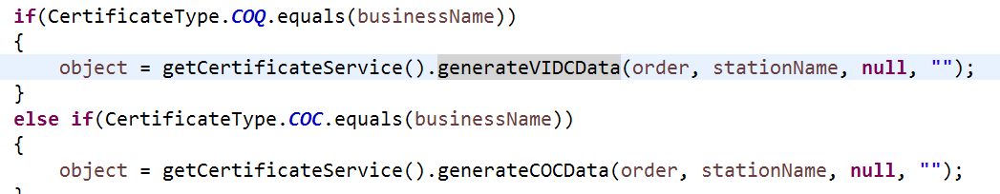 if(CertificateType.COQ.equals(businessName))
{
    object = getCertificateService().generateVIDCData(order, stationName, null, "");
}
else if(CertificateType.COC.equals(businessName))
{
    object = getCertificateService().generateCOCData(order, stationName, null, "");
}